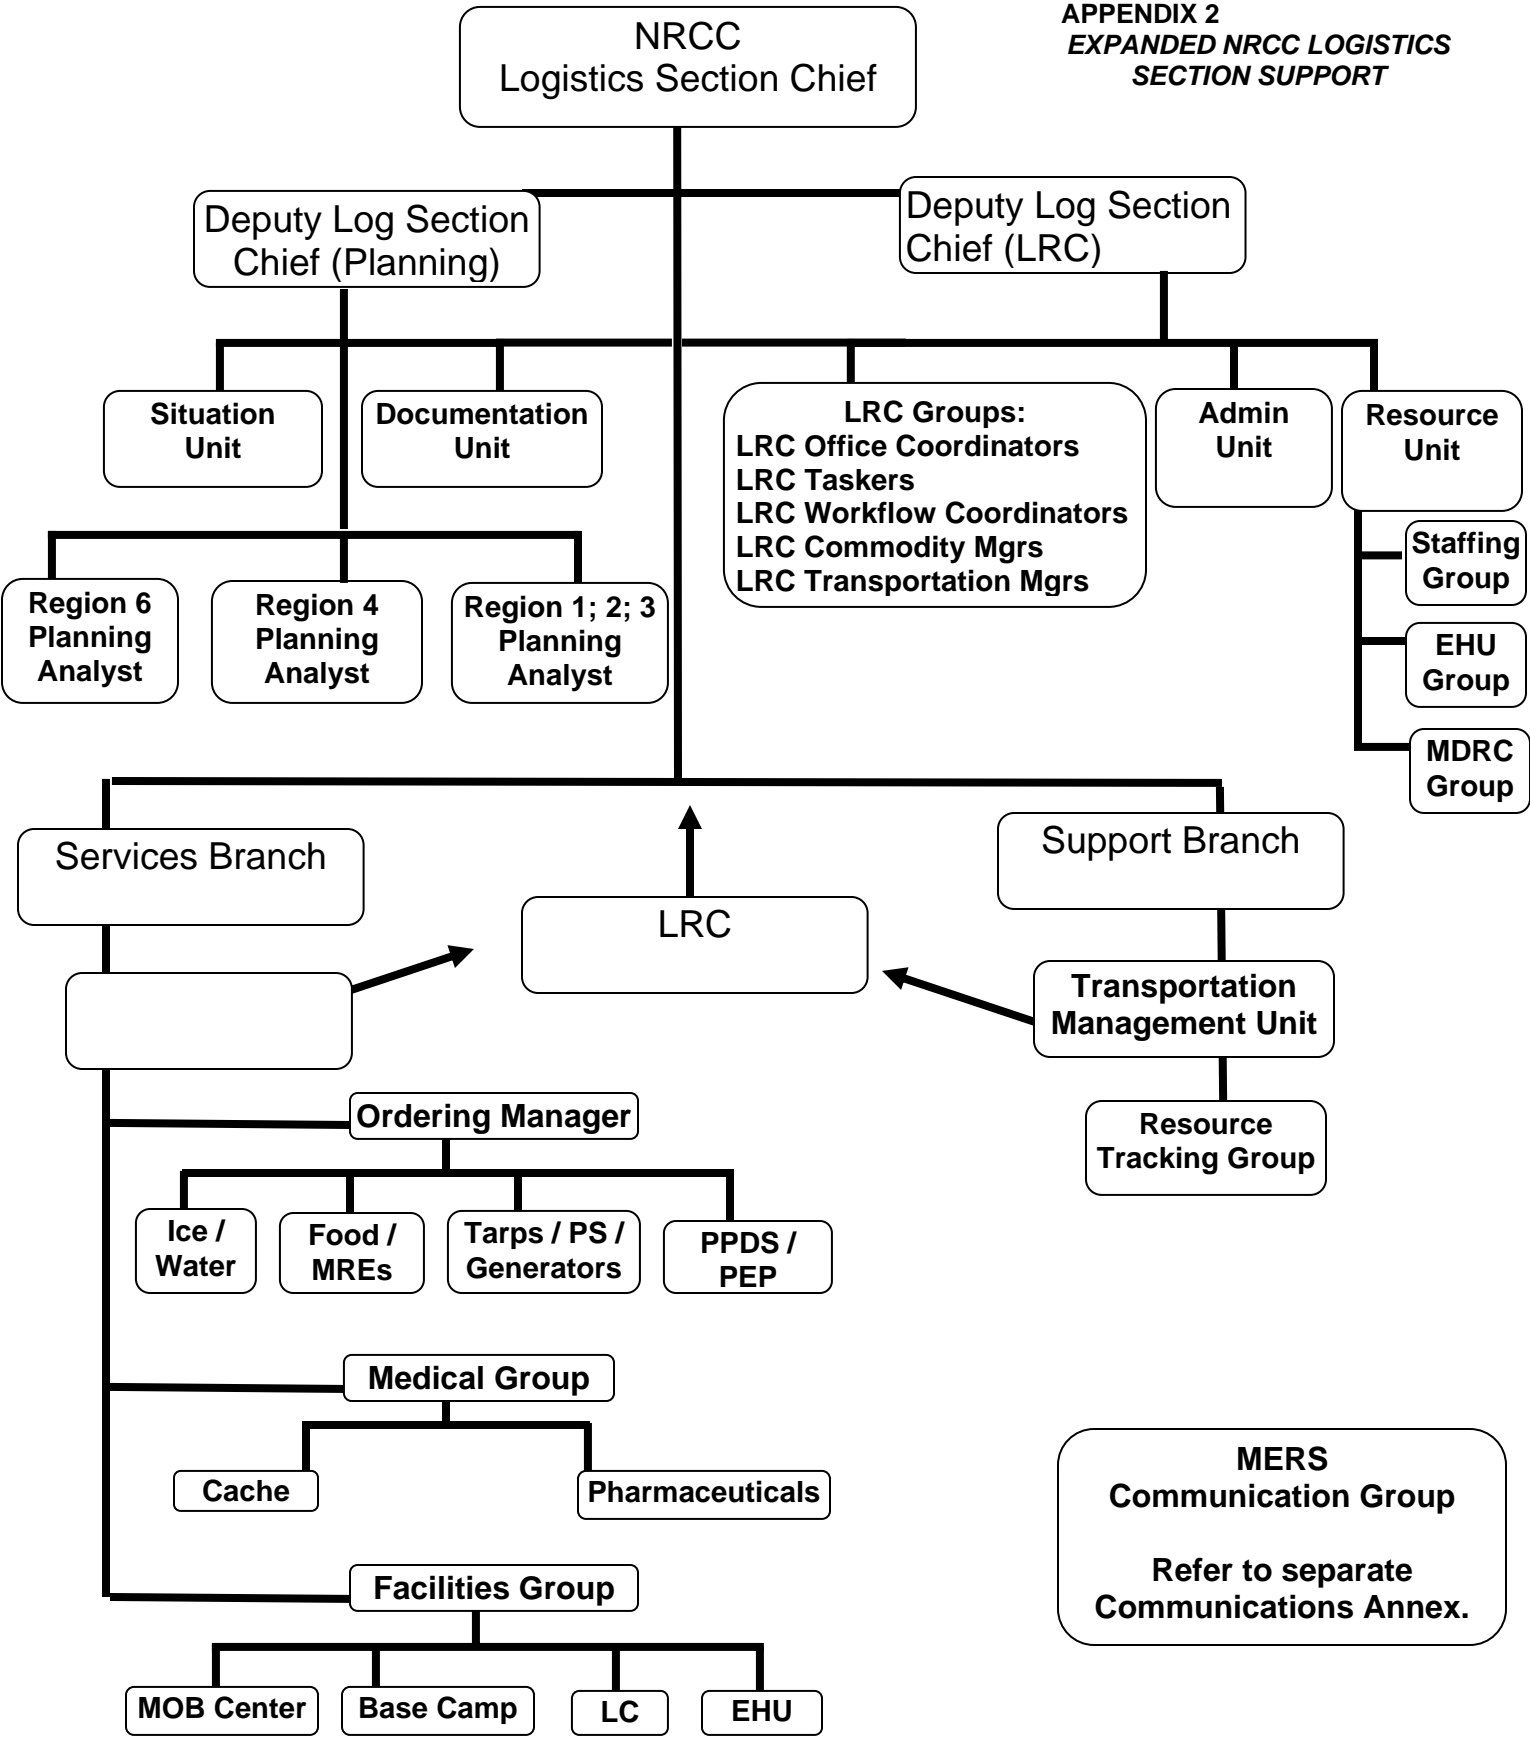 APPENDIX 2
EXPANDED NRCC LOGISTICS
SECTION SUPPORT
NRCC
Logistics Section Chief
Deputy Log Section
Chief (Planning)
Deputy Log Section
Chief (LRC)
Situation
Unit
Documentation
Unit
LRC Groups:
LRC Office Coordinators
LRC Taskers
LRC Workflow Coordinators
LRC Commodity Mgrs
LRC Transportation Mgrs
Admin
Unit
Resource
Unit
Staffing
Group
EHU
Group
MDRC
Group
Region 6
Planning
Analyst
Region 4
Planning
Analyst
Region 1; 2; 3
Planning
Analyst
Services Branch
LRC
Support Branch
Transportation
Management Unit
Resource
Tracking Group
Ordering Manager
Ice /
Water
Food /
MREs
Tarps / PS /
Generators
PPDS /
PEP
Medical Group
Cache
Pharmaceuticals
Facilities Group
MOB Center
Base Camp
LC
EHU
MERS
Communication Group
Refer to separate
Communications Annex.